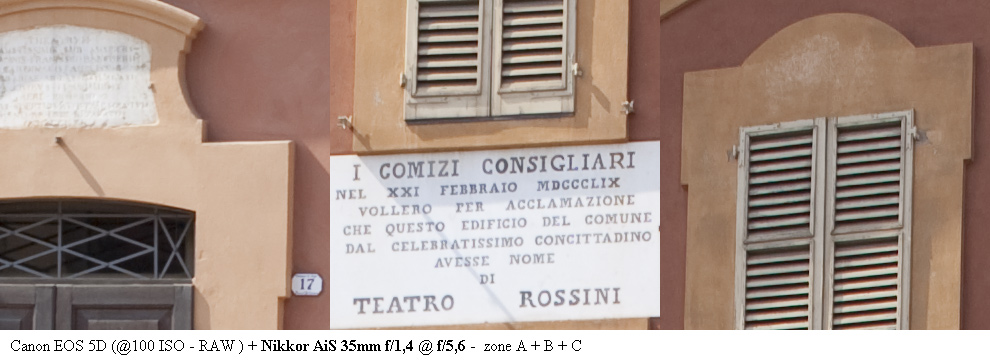 17
I COMIZI CONSIGLIARI
NEL XXI FEBBRAIO MDCCCLIX
VOLLERO PER ACCLAMAZIONE
CHE QUESTO EDIFICIO DEL COMUNE
DAL CELEBRATISSIMO CONCITTADINO
AVESSE NOME
DI
TEATRO ROSSINI
Canon EOS 5D (@100 ISO - RAW ) + Nikkor AiS 35mm f/1,4 @ f/5,6 - zone A + B + C